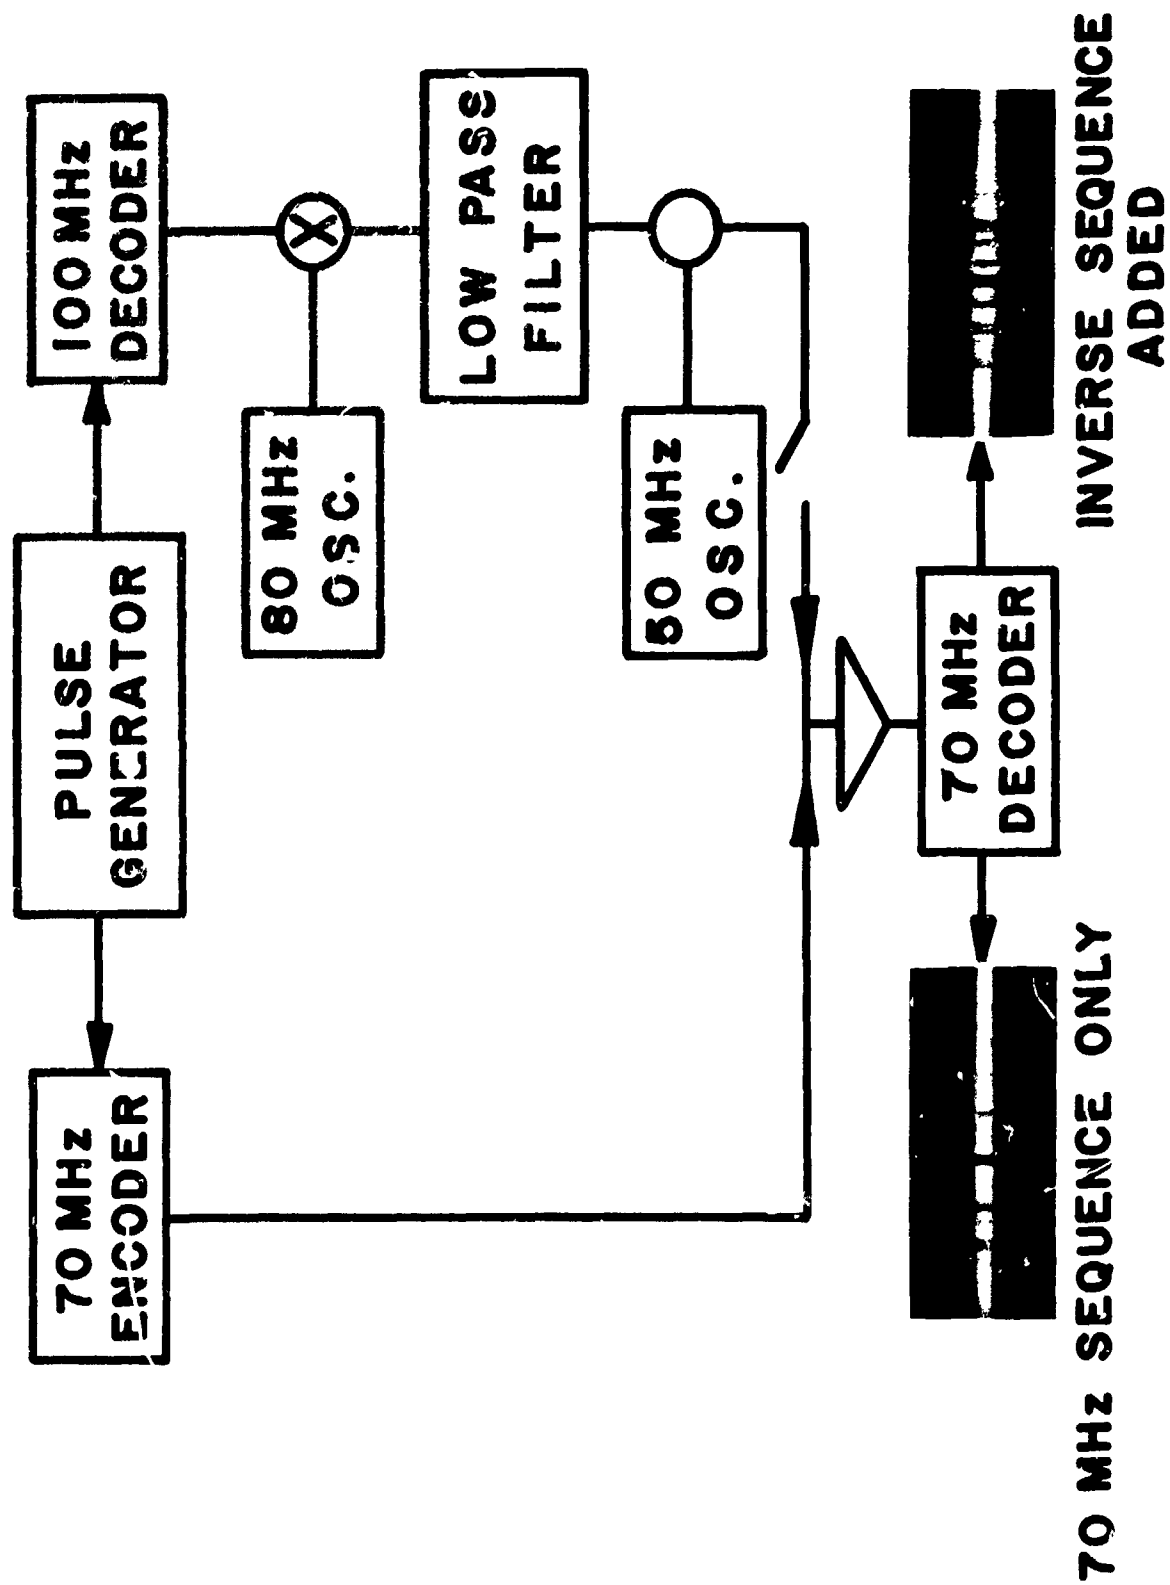 70 MHz
ENCODER
PULSE
GENERATOR
100 MHz
DECODER
80 MHz
OSC.
X
LOW PASS
FILTER
50 MHz
OSC.
70 MHz
DECODER
70 MHz SEQUENCE ONLY
INVERSE SEQUENCE
ADDED